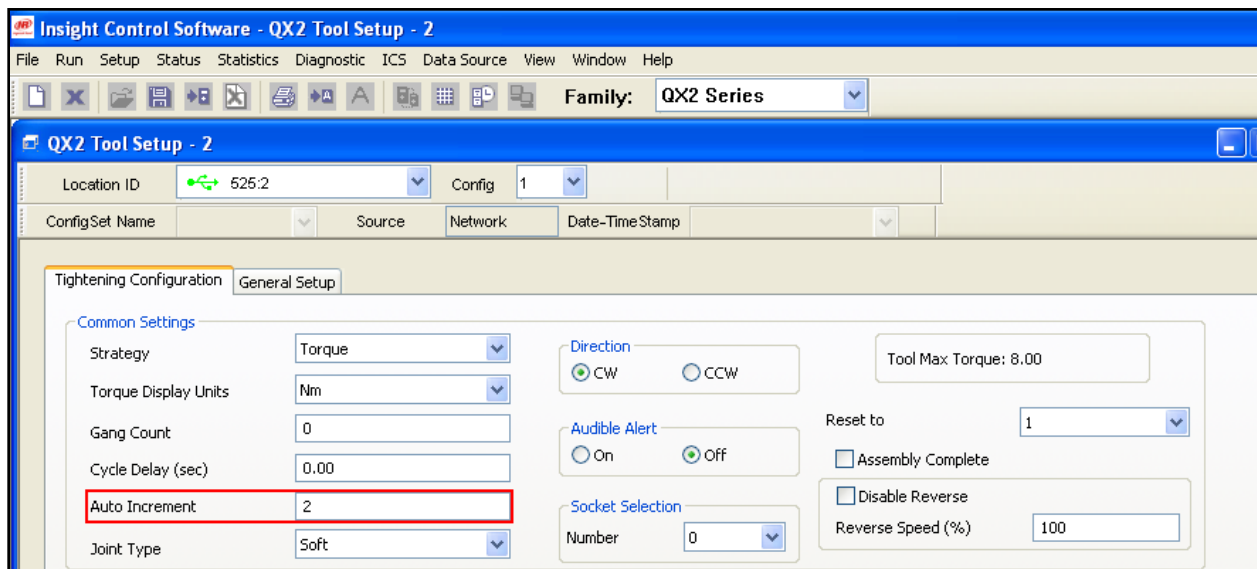 Insight Control Software - QX2 Tool Setup - 2
File Run Setup Status Statistics Diagnostic ICS Data Source View Window Help
Family: QX2 Series
QX2 Tool Setup - 2
Location ID 525:2 Config 1
ConfigSet Name Source Network Date-TimeStamp
Tightening Configuration General Setup
Common Settings
Strategy Torque
Torque Display Units Nm
Gang Count 0
Cycle Delay (sec) 0.00
Auto Increment 2
Joint Type Soft
Direction
CW CCW
Audible Alert
On Off
Socket Selection
Number 0
Tool Max Torque: 8.00
Reset to 1
Assembly Complete
Disable Reverse
Reverse Speed (%) 100